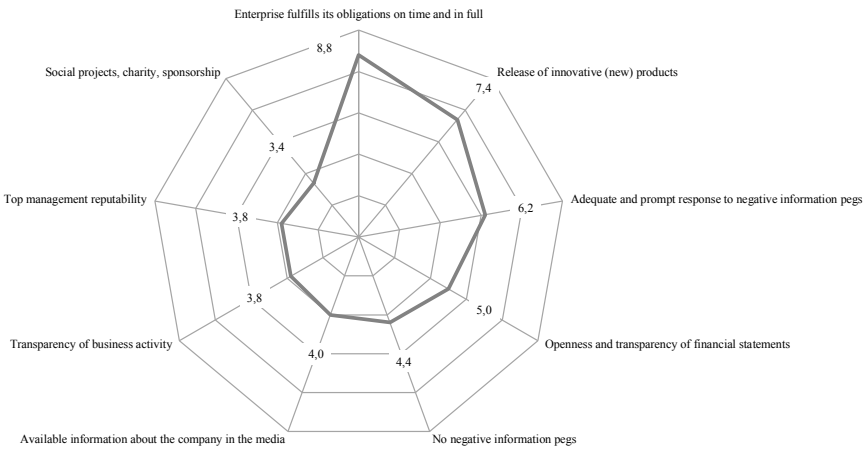 Enterprise fulfills its obligations on time and in full
8,8
Social projects, charity, sponsorship
Release of innovative (new) products
7,4
3,4
Top management reputability
Adequate and prompt response to negative information pegs
6,2
3,8
3,8
5,0
Transparency of business activity
Openness and transparency of financial statements
4,0
4,4
Available information about the company in the media
No negative information pegs